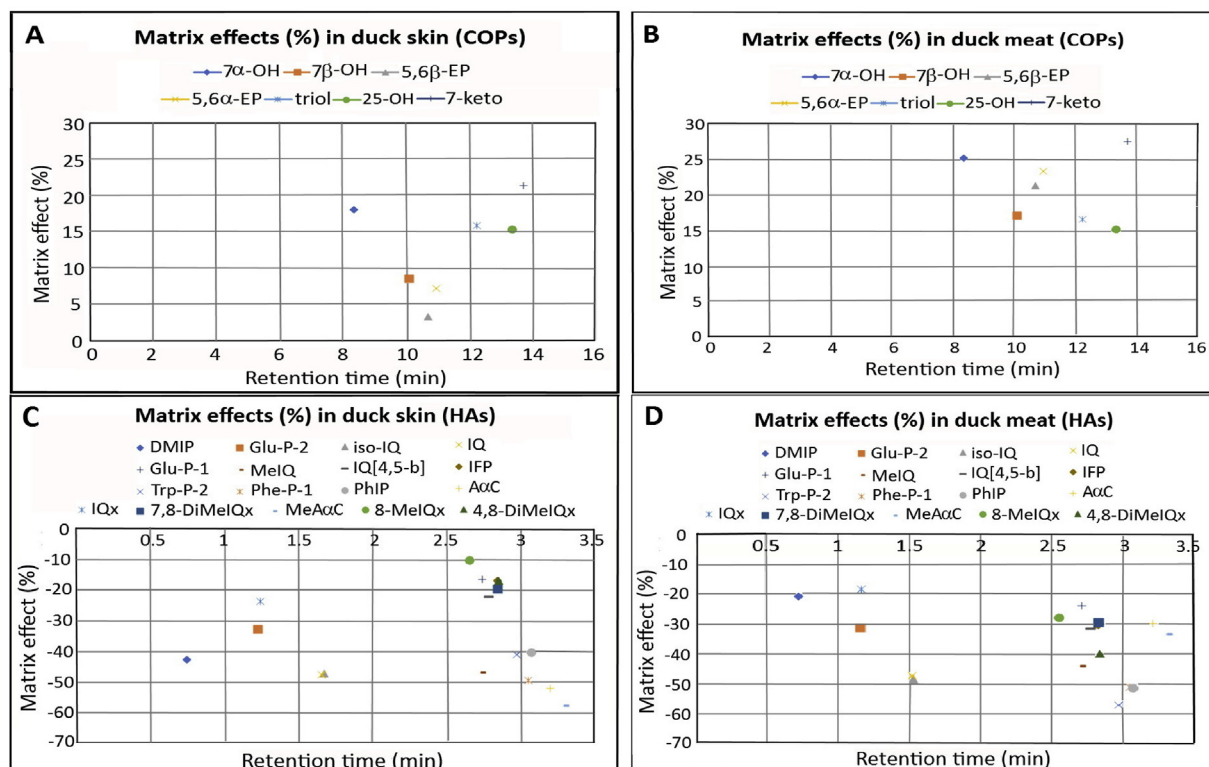 A Matrix effects (%) in duck skin (COPs)
7α-OH 7β-OH 5,6β-EP
5,6α-EP triol 25-OH 7-keto
Matrix effect (%)
30
25
20
15
10
5
0
0 2 4 6 8 10 12 14 16
Retention time (min)
B Matrix effects (%) in duck meat (COPs)
7α-OH 7β-OH 5,6β-EP
5,6α-EP triol 25-OH 7-keto
Matrix effect (%)
30
25
20
15
10
5
0
0 2 4 6 8 10 12 14 16
Retention time (min)
C Matrix effects (%) in duck skin (HAs)
DMIP Glu-P-2 iso-IQ IQ
Glu-P-1 MeIQ IQ[4,5-b] IFP
Trp-P-2 Phe-P-1 PhIP AαC
IQx 7,8-DiMeIQx MeAαC 8-MeIQx 4,8-DiMeIQx
0.5 1 1.5 2 2.5 3 3.5
Matrix effect (%)
0
-10
-20
-30
-40
-50
-60
-70
Retention time (min)
D Matrix effects (%) in duck meat (HAs)
DMIP Glu-P-2 iso-IQ IQ
Glu-P-1 MeIQ IQ[4,5-b] IFP
Trp-P-2 Phe-P-1 PhIP AαC
IQx 7,8-DiMeIQx MeAαC 8-MeIQx 4,8-DiMeIQx
0.5 1 1.5 2 2.5 3 3.5
Matrix effect (%)
0
-10
-20
-30
-40
-50
-60
-70
Retention time (min)